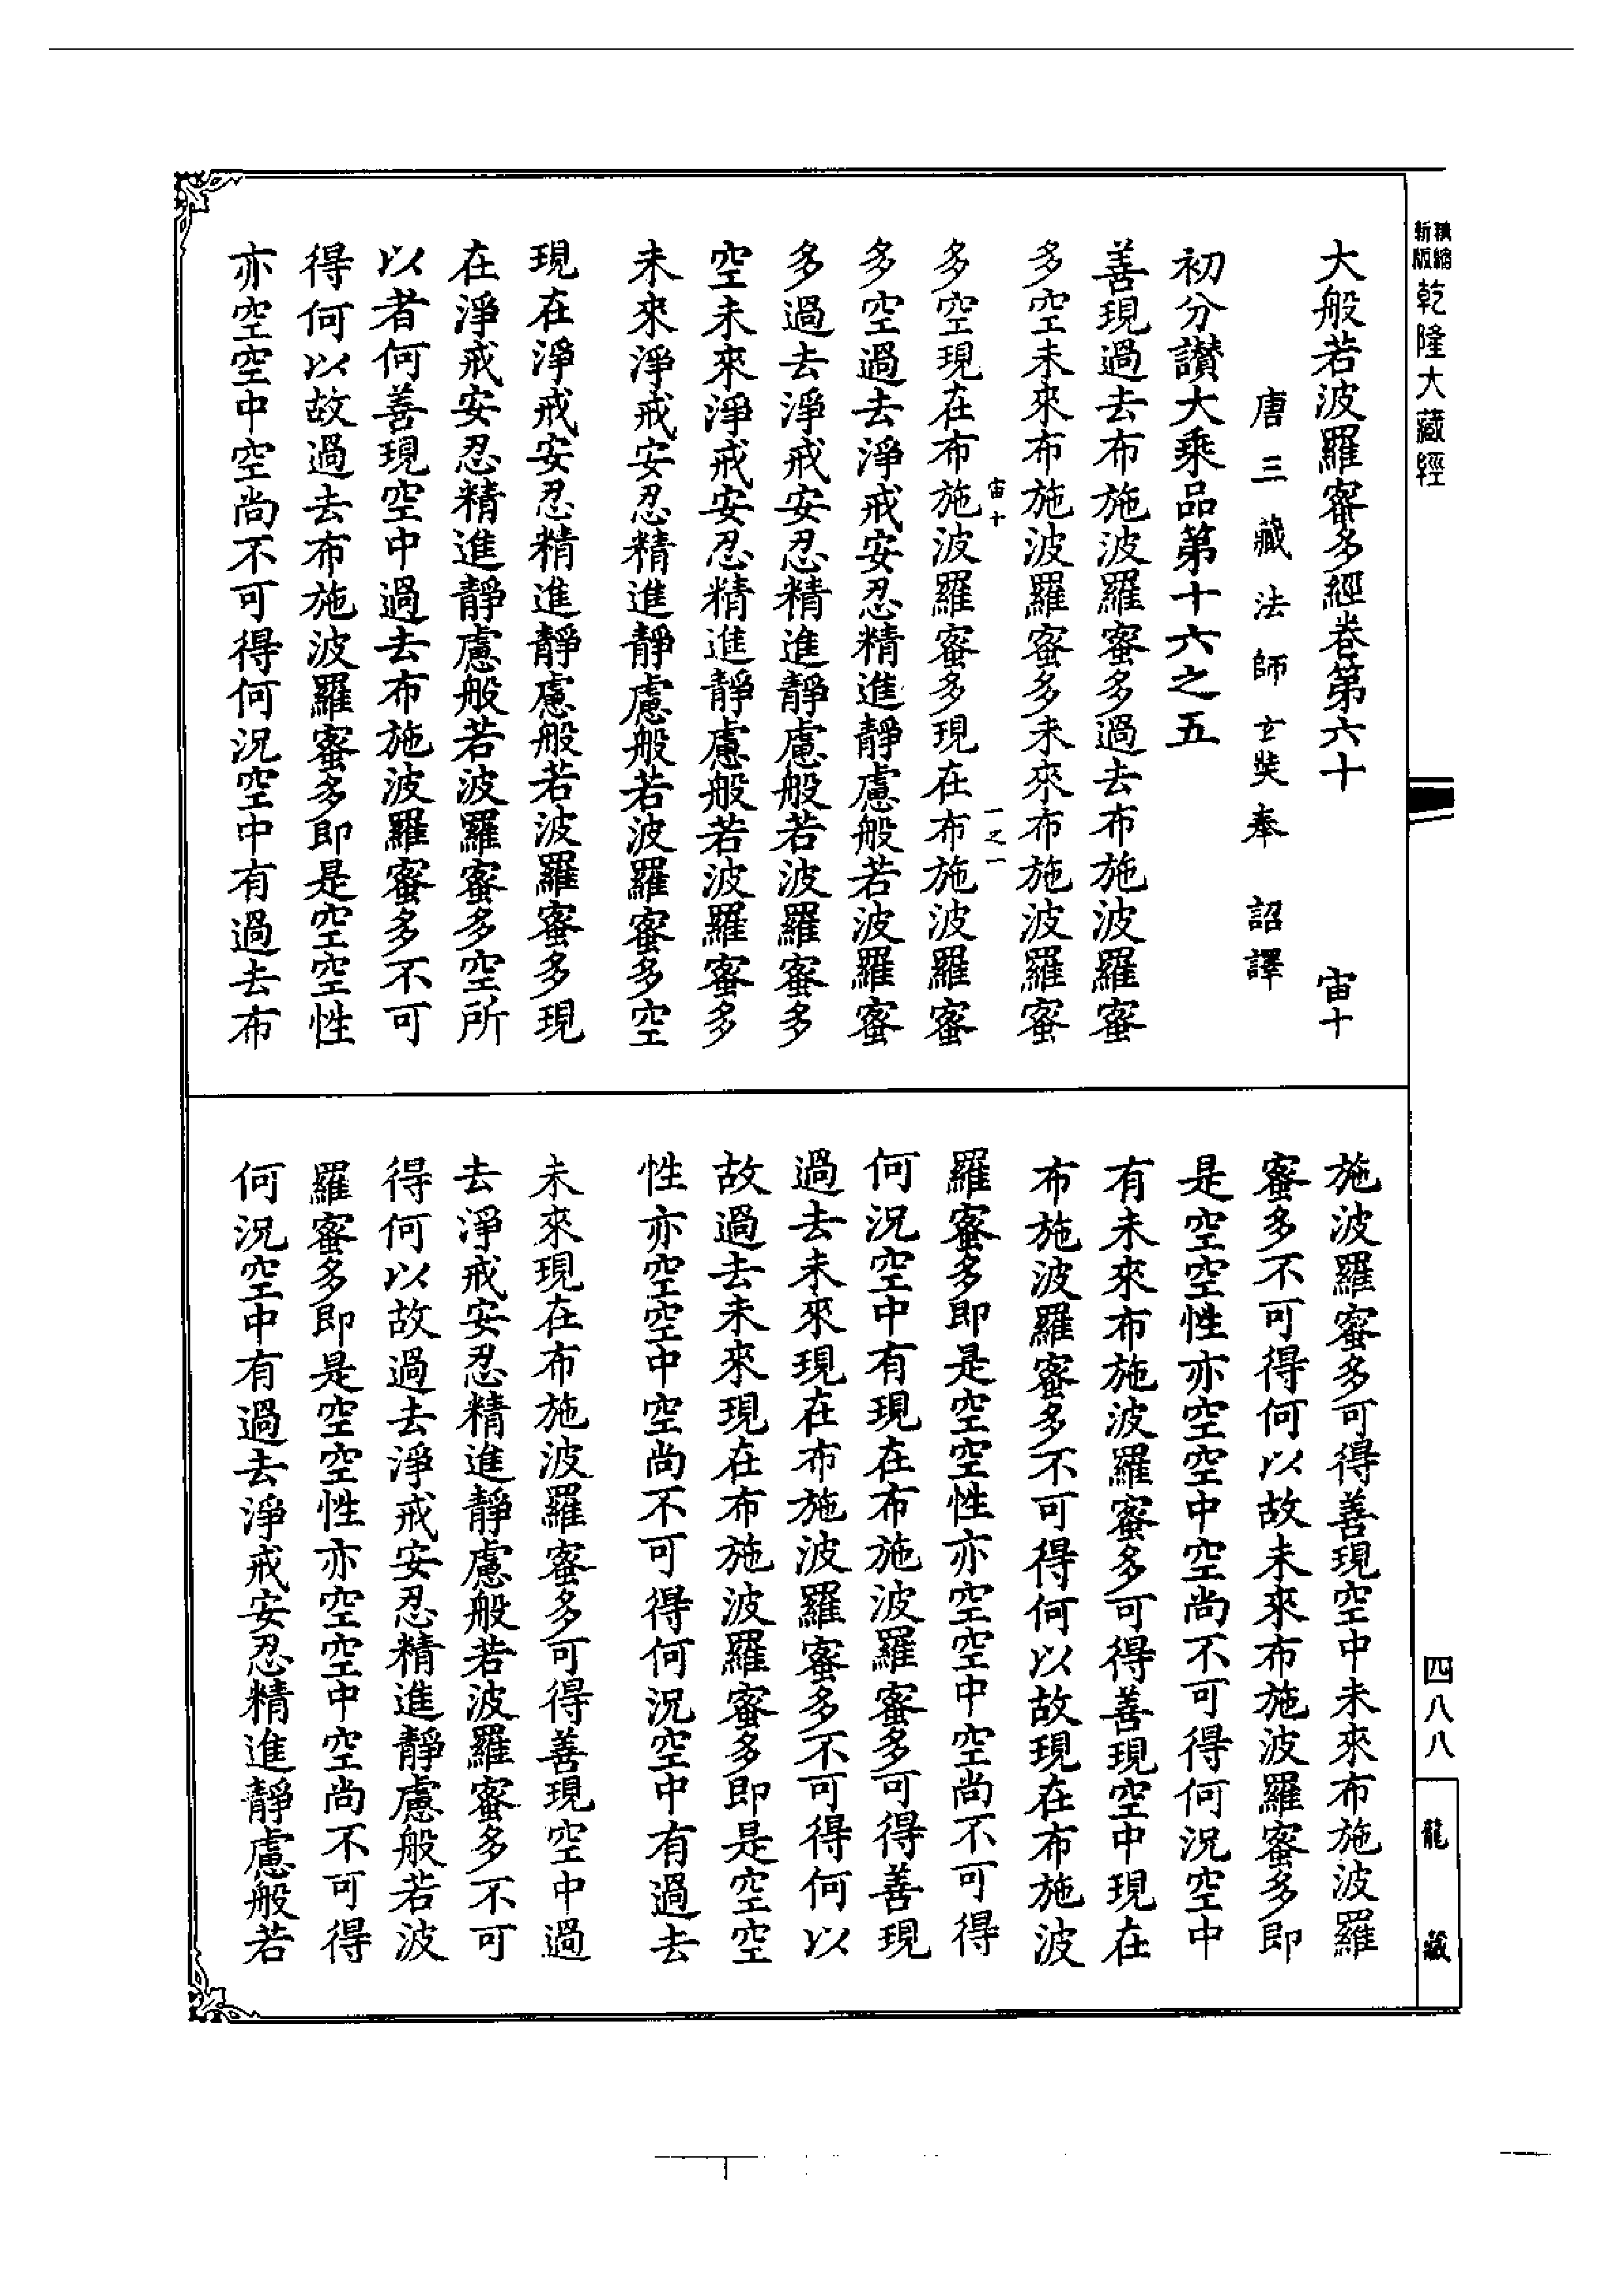 新版精縮乾隆大藏經
大般若波羅蜜多經卷第六十 宙十
唐三藏法師玄奘奉 詔譯
初分讚大乘品第十六之五
善現過去布施波羅蜜多過去布施波羅蜜
多空未來布施波羅蜜多未來布施波羅蜜
宙十 一之一
多空現在布施波羅蜜多現在布施波羅蜜
多空過去淨戒安忍精進靜慮般若波羅蜜
多過去淨戒安忍精進靜慮般若波羅蜜多
空未來淨戒安忍精進靜慮般若波羅蜜多
未來淨戒安忍精進靜慮般若波羅蜜多空
現在淨戒安忍精進靜慮般若波羅蜜多現
在淨戒安忍精進靜慮般若波羅蜜多空所
以者何善現空中過去布施波羅蜜多不可
得何以故過去布施波羅蜜多即是空空性
亦空空中空尚不可得何況空中有過去布
施波羅蜜多可得善現空中未來布施波羅
蜜多不可得何以故未來布施波羅蜜多即
是空空性亦空空中空尚不可得何況空中
有未來布施波羅蜜多可得善現空中現在
布施波羅蜜多不可得何以故現在布施波
羅蜜多即是空空性亦空空中空尚不可得
何況空中有現在布施波羅蜜多可得善現
過去未來現在布施波羅蜜多不可得何以
故過去未來現在布施波羅蜜多即是空空
性亦空空中空尚不可得何況空中有過去
未來現在布施波羅蜜多可得善現空中過
去淨戒安忍精進靜慮般若波羅蜜多不可
得何以故過去淨戒安忍精進靜慮般若波
羅蜜多即是空空性亦空空中空尚不可得
何況空中有過去淨戒安忍精進靜慮般若
四八八
龍藏